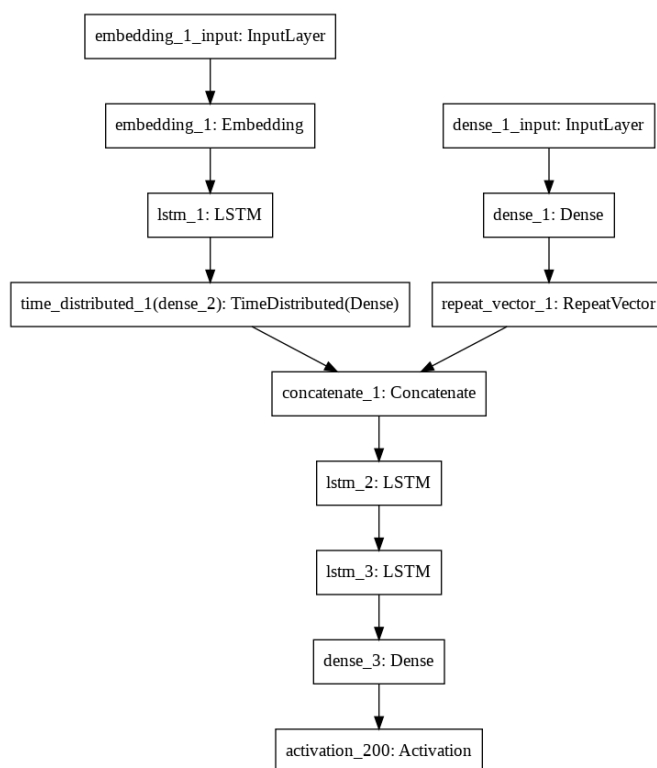 embedding_1_input: InputLayer
embedding_1: Embedding
dense_1_input: InputLayer
lstm_1: LSTM
dense_1: Dense
time_distributed_1(dense_2): TimeDistributed(Dense)
repeat_vector_1: RepeatVector
concatenate_1: Concatenate
lstm_2: LSTM
lstm_3: LSTM
dense_3: Dense
activation_200: Activation